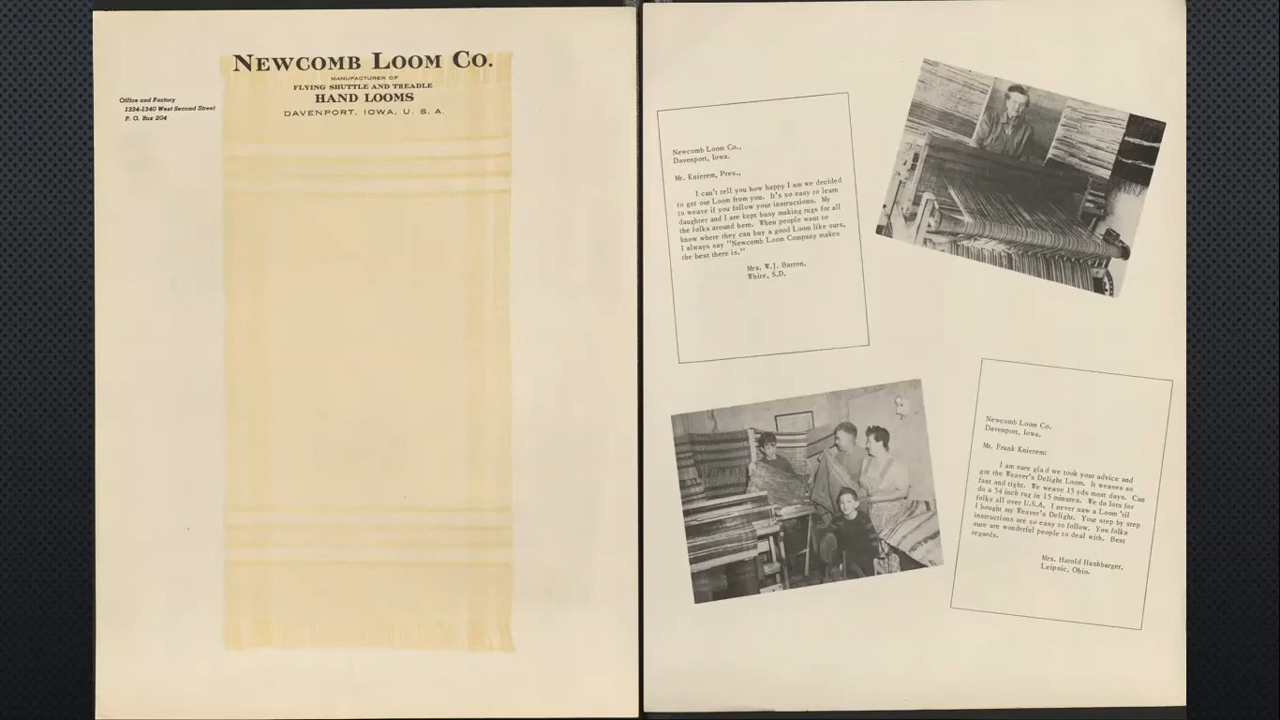 NEWCOMB LOOM CO.
MANUFACTURER OF
FLYING SHUTTLE AND TREADLE
HAND LOOMS
DAVENPORT, IOWA, U. S. A.
Office and Factory
1334-1340 West Second Street
P. O. Box 204
Newcomb Loom Co.,
Davenport, Iowa.
Mr. Knierem, Pres.,
I can't tell you how happy I am we decided
to get our Loom from you. It's so easy to learn
to weave if you follow your instructions. My
daughter and I are kept busy making rugs for all
the folks around here. When people want to
know where they can buy a good Loom like ours,
I always say "Newcomb Loom Company makes
the best there is."
Mrs. W.J. Barron,
White, S.D.
Newcomb Loom Co.
Davenport, Iowa.
Mr. Frank Knierem:
I am sure glad we took your advice and
got the Weaver's Delight Loom. It weaves so
fast and tight. We weave 15 yds most days. Can
do a 54 inch rug in 15 minutes. We do lots for
folks all over U.S.A. I never saw a Loom 'til
I bought my Weaver's Delight. Your step by step
instructions are so easy to follow. You folks
sure are wonderful people to deal with. Best
regards.
Mrs. Harold Hashbarger,
Leipsic, Ohio.